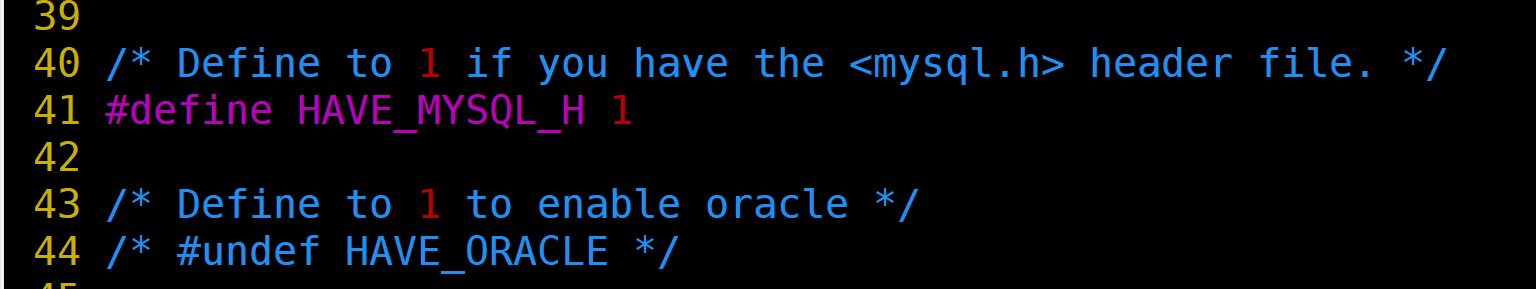 39
40 /* Define to 1 if you have the <mysql.h> header file. */
41 #define HAVE_MYSQL_H 1
42
43 /* Define to 1 to enable oracle */
44 /* #undef HAVE_ORACLE */